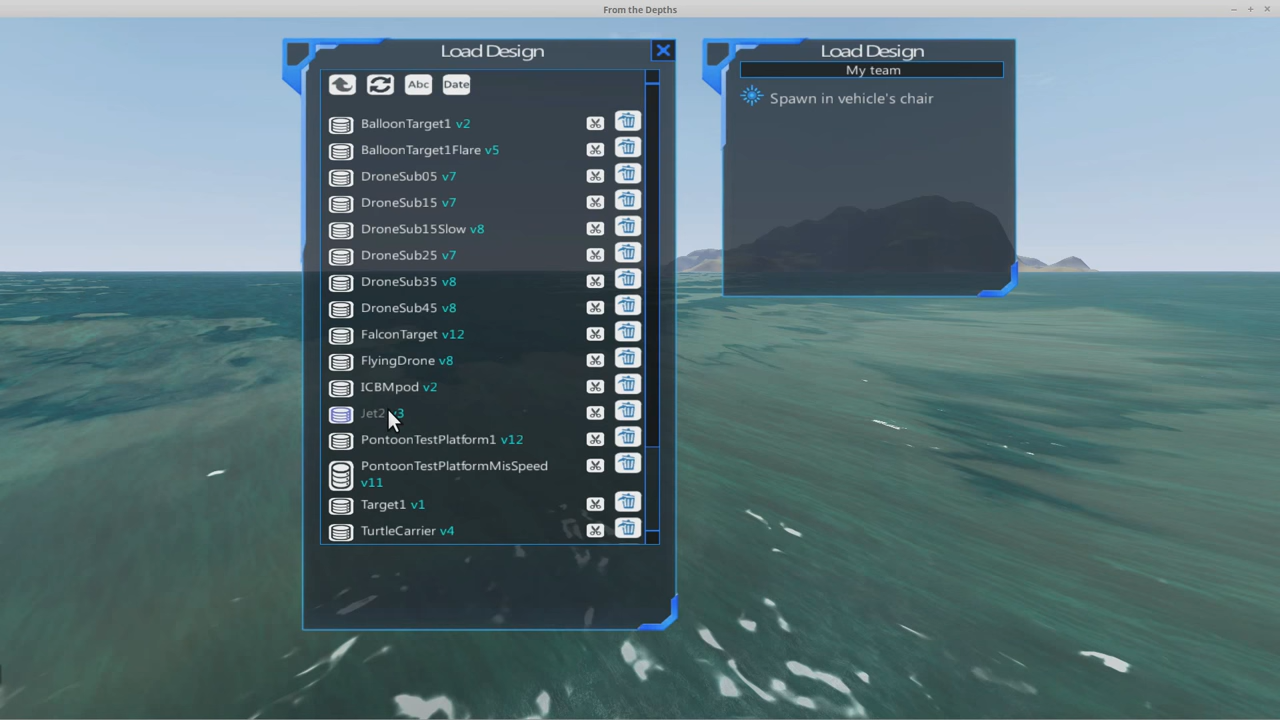 From the Depths
Load Design
Abc Date
BalloonTarget1 v2
BalloonTarget1Flare v5
DroneSub05 v7
DroneSub15 v7
DroneSub15Slow v8
DroneSub25 v7
DroneSub35 v8
DroneSub45 v8
FalconTarget v12
FlyingDrone v8
ICBMpod v2
Jet2
PontoonTestPlatform1 v12
PontoonTestPlatformMisSpeed
v11
Target1 v1
TurtleCarrier v4
Load Design
My team
Spawn in vehicle's chair